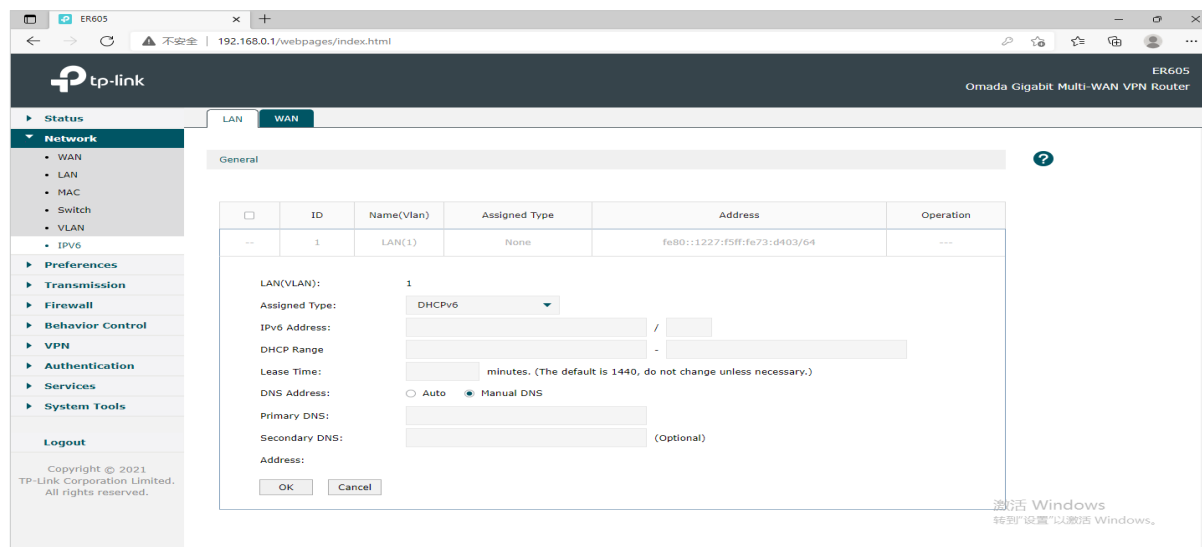 ER605
不安全 | 192.168.0.1/webpages/index.html
tp-link
ER605
Omada Gigabit Multi-WAN VPN Router
Status
Network
WAN
LAN
MAC
Switch
VLAN
IPV6
Preferences
Transmission
Firewall
Behavior Control
VPN
Authentication
Services
System Tools
Logout
Copyright © 2021
TP-Link Corporation Limited.
All rights reserved.
LAN WAN
General
ID Name(Vlan) Assigned Type Address Operation
-- 1 LAN(1) None fe80::1227:f5ff:fe73:d403/64 ---
LAN(VLAN): 1
Assigned Type: DHCPv6
IPv6 Address: /
DHCP Range -
Lease Time: minutes. (The default is 1440, do not change unless necessary.)
DNS Address: Auto Manual DNS
Primary DNS:
Secondary DNS: (Optional)
Address:
OK Cancel
激活 Windows
转到"设置"以激活 Windows。